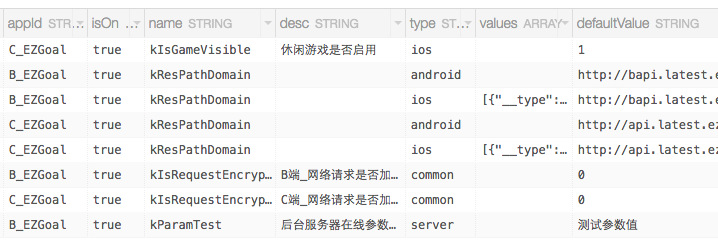 appId STR... isOn ... name STRING desc STRING type ST... values ARRAY defaultValue STRING
C_EZGoal true kIsGameVisible 休闲游戏是否启用 ios 1
B_EZGoal true kResPathDomain android http://bapi.latest.e
B_EZGoal true kResPathDomain ios [{"__type":... http://bapi.latest.e
C_EZGoal true kResPathDomain android http://api.latest.ez
C_EZGoal true kResPathDomain ios [{"__type":... http://api.latest.ez
B_EZGoal true kIsRequestEncryp... B端_网络请求是否加... common 0
C_EZGoal true kIsRequestEncryp... C端_网络请求是否加... common 0
B_EZGoal true kParamTest 后台服务器在线参数... server 测试参数值